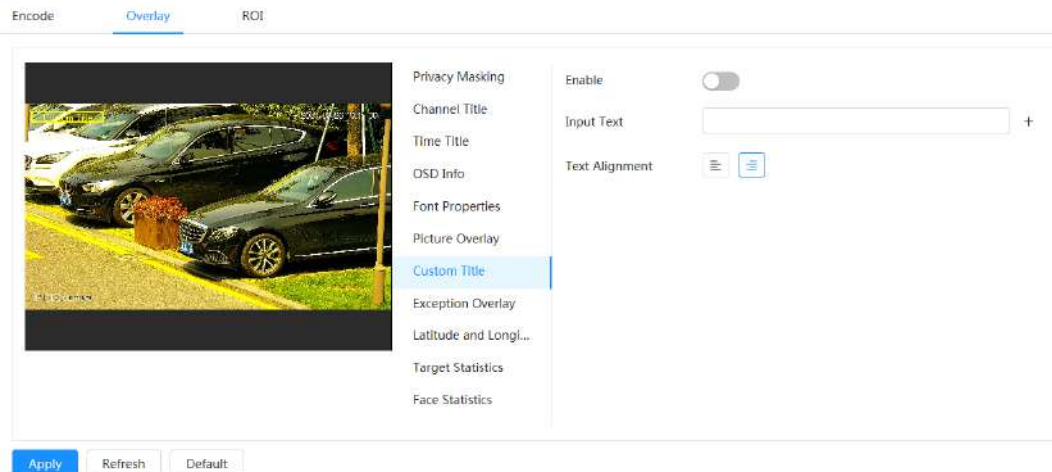 Encode Overlay ROI
Privacy Masking
Channel Title
Time Title
OSD Info
Font Properties
Picture Overlay
Custom Title
Exception Overlay
Latitude and Longi...
Target Statistics
Face Statistics
Enable
Input Text +
Text Alignment
Apply Refresh Default